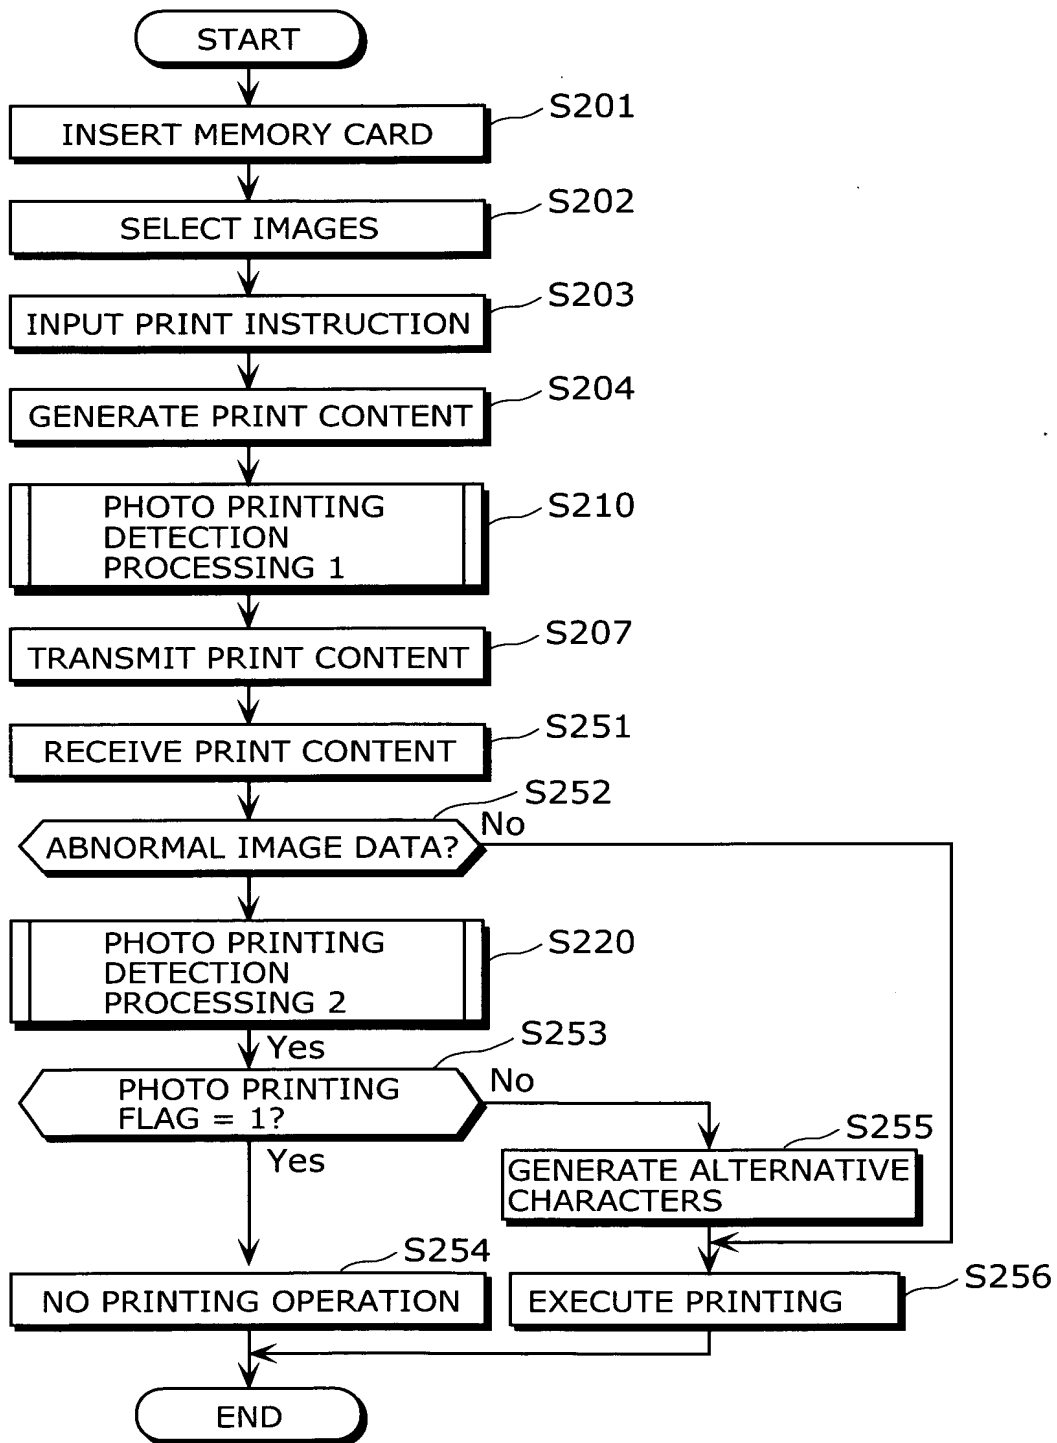 START
INSERT MEMORY CARD
S201
SELECT IMAGES
S202
INPUT PRINT INSTRUCTION
S203
GENERATE PRINT CONTENT
S204
PHOTO PRINTING
DETECTION
PROCESSING 1
S210
TRANSMIT PRINT CONTENT
S207
RECEIVE PRINT CONTENT
S251
ABNORMAL IMAGE DATA?
S252
No
PHOTO PRINTING
DETECTION
PROCESSING 2
S220
Yes
PHOTO PRINTING
FLAG = 1?
S253
No
Yes
GENERATE ALTERNATIVE
CHARACTERS
S255
NO PRINTING OPERATION
S254
EXECUTE PRINTING
S256
END